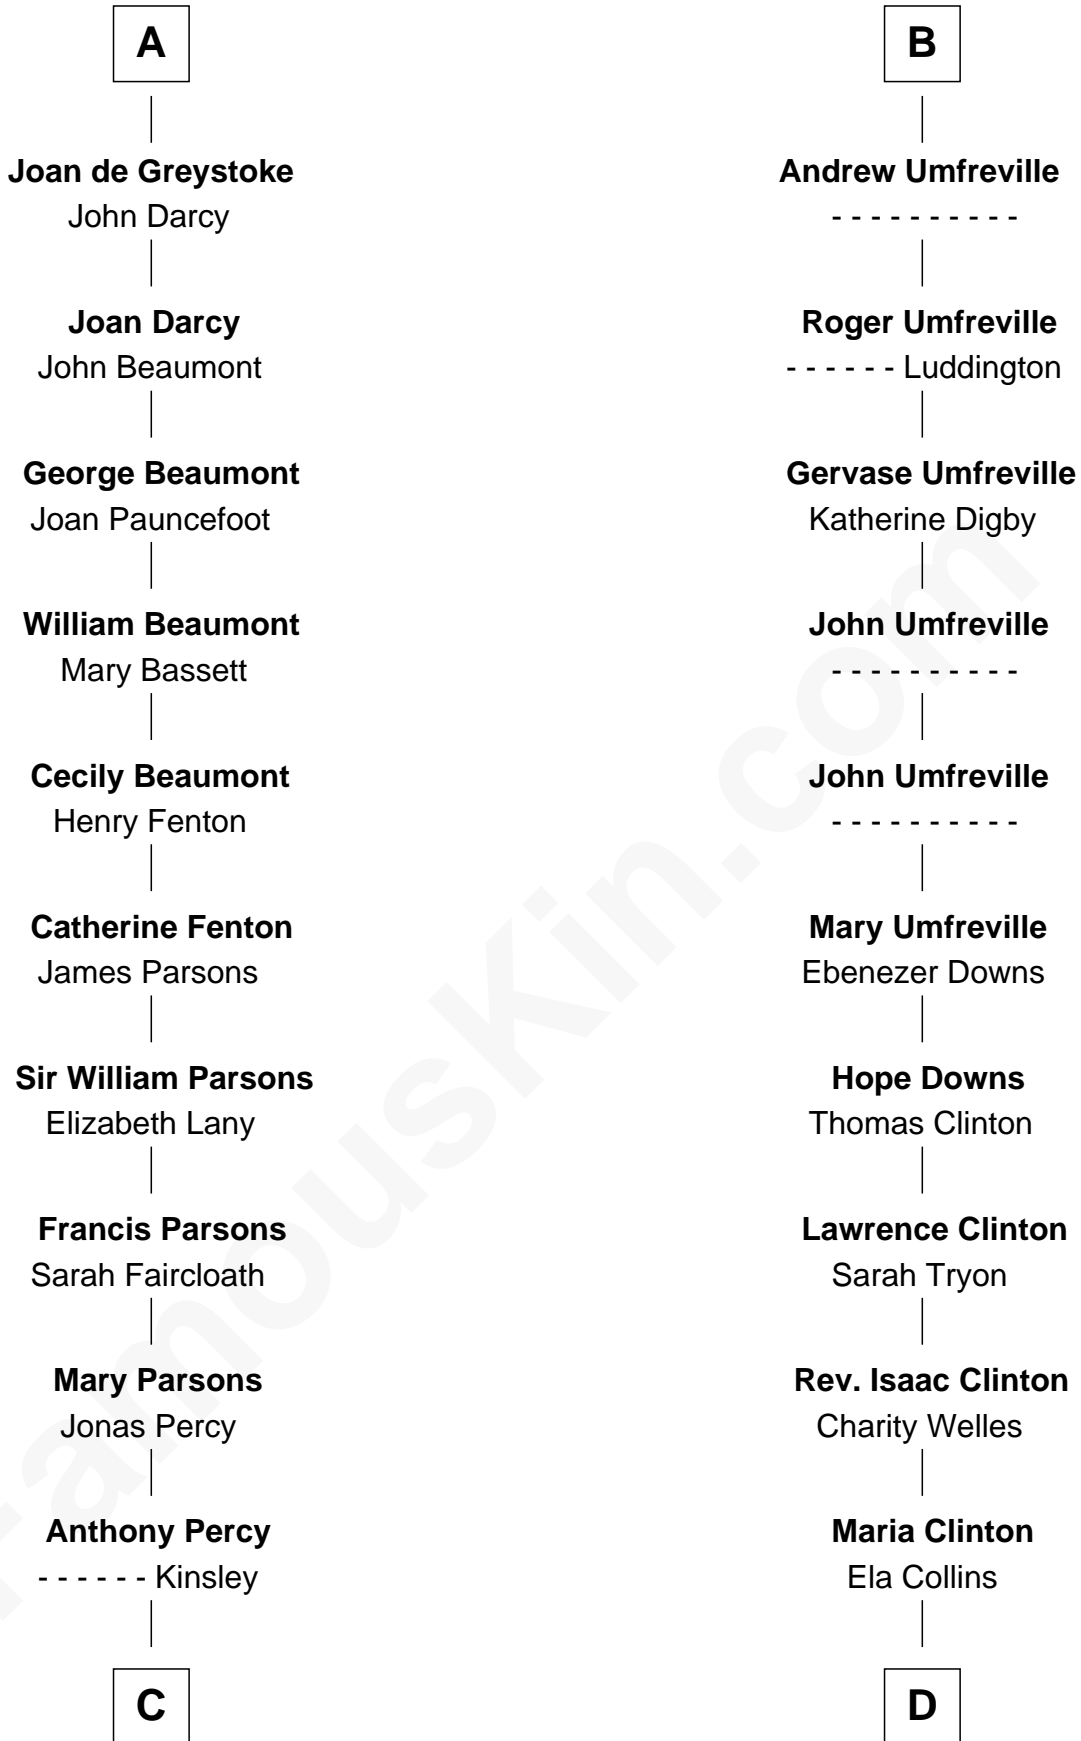 A
Joan de Greystoke
John Darcy
Joan Darcy
John Beaumont
George Beaumont
Joan Pauncefoot
William Beaumont
Mary Bassett
Cecily Beaumont
Henry Fenton
Catherine Fenton
James Parsons
Sir William Parsons
Elizabeth Lany
Francis Parsons
Sarah Faircloath
Mary Parsons
Jonas Percy
Anthony Percy
- - - - - - Kinsley
C
B
Andrew Umfreville
- - - - - - - - - -
Roger Umfreville
- - - - - - Luddington
Gervase Umfreville
Katherine Digby
John Umfreville
- - - - - - - - - -
John Umfreville
- - - - - - - - - -
Mary Umfreville
Ebenezer Downs
Hope Downs
Thomas Clinton
Lawrence Clinton
Sarah Tryon
Rev. Isaac Clinton
Charity Welles
Maria Clinton
Ela Collins
D
FamousKin.com